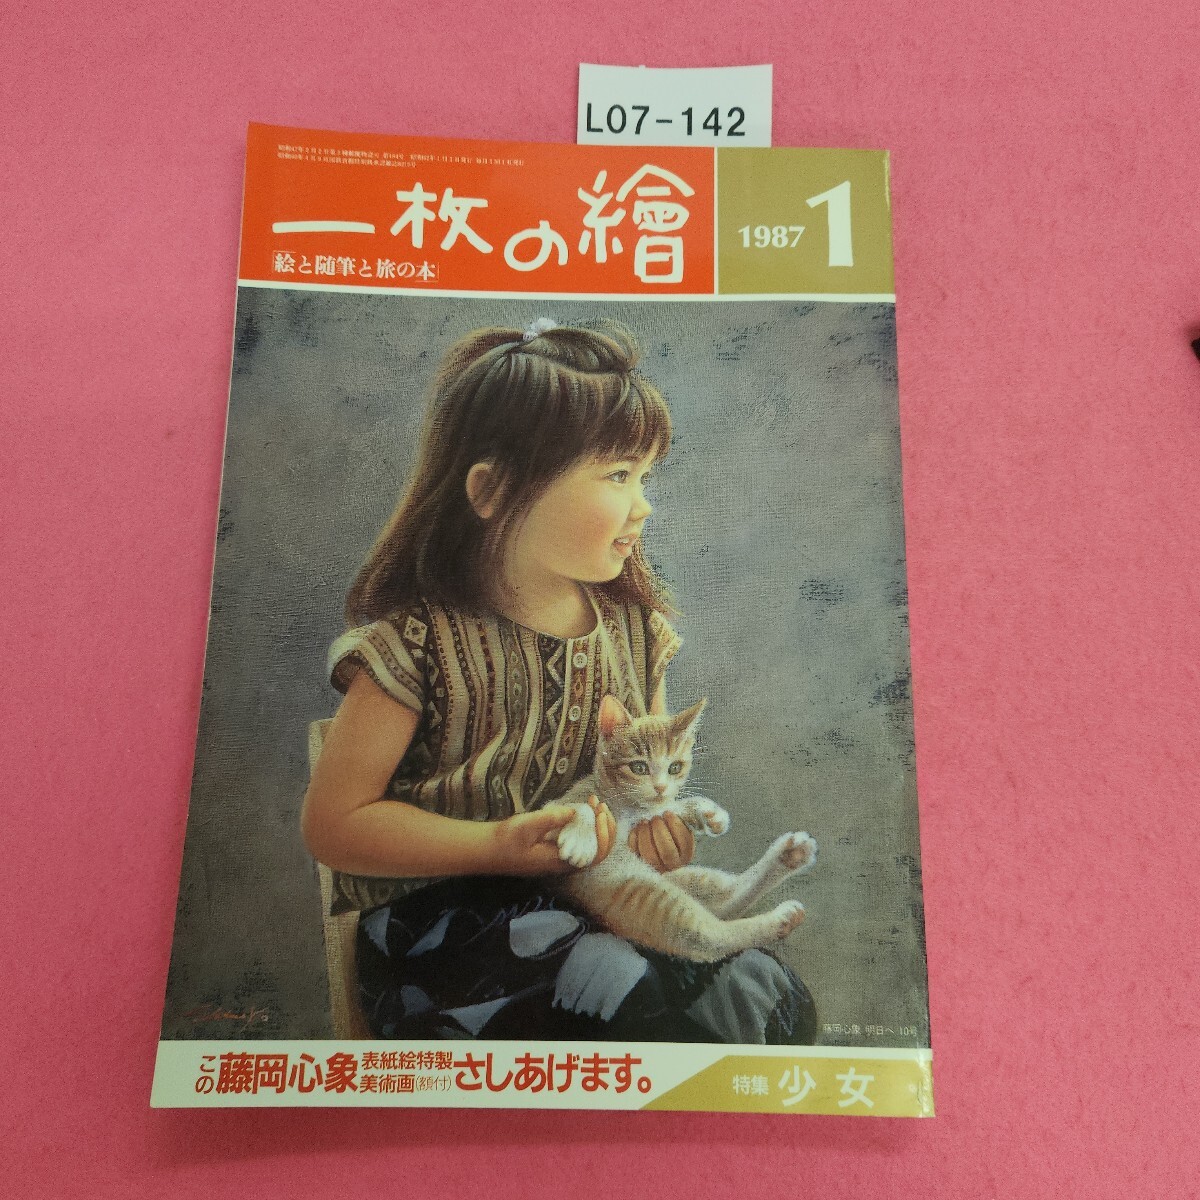 L07-142
一枚の繪
「絵と随筆と旅の本」
1987 1
藤岡心象 明日へ 10号
この藤岡心象表紙絵特製美術画(額付)さしあげます。
特集 少女